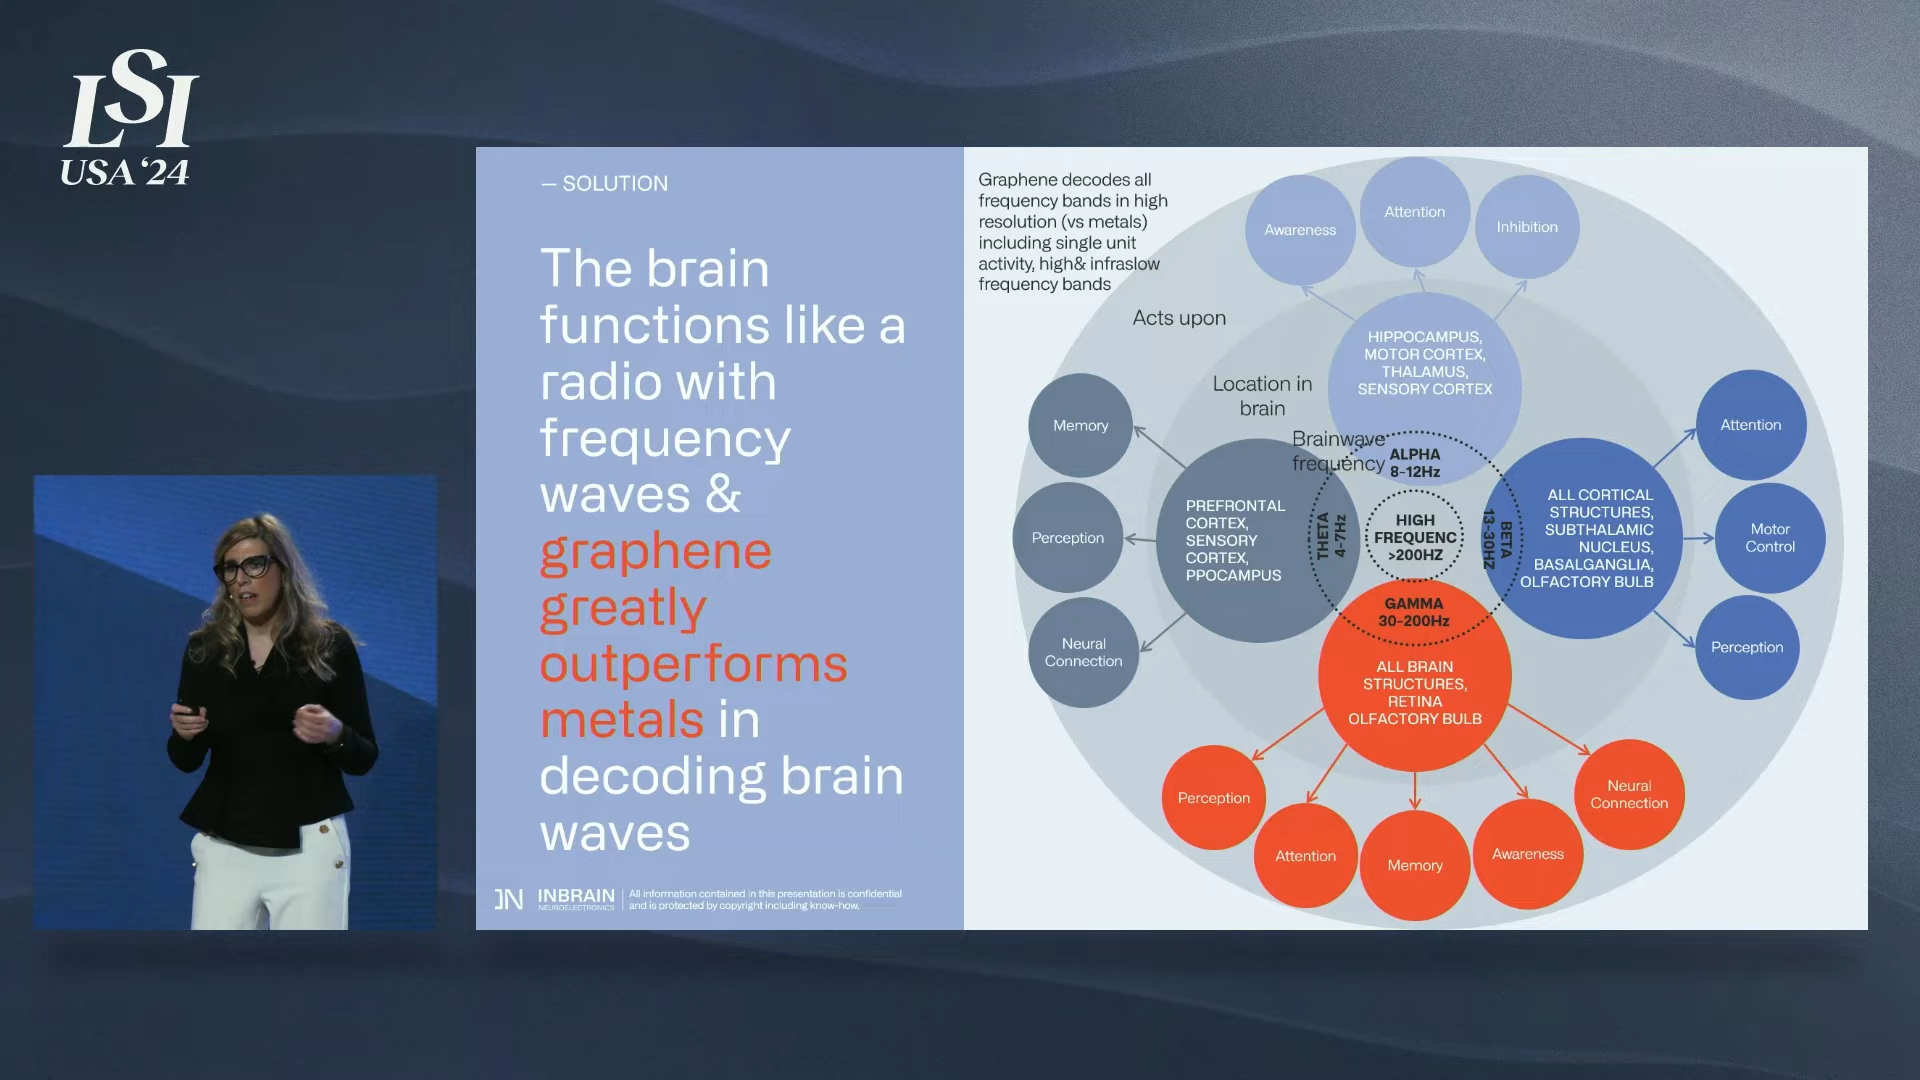 LSI
USA '24
— SOLUTION
The brain
functions like a
radio with
frequency
waves &
graphene
greatly
outperforms
metals in
decoding brain
waves
IN INBRAIN
NEUROELECTRONICS
All information contained in this presentation is confidential
and is protected by copyright including know-how.
Graphene decodes all
frequency bands in high
resolution (vs metals)
including single unit
activity, high& infraslow
frequency bands
Acts upon
Location in
brain
Brainwave
frequency
Awareness
Attention
Inhibition
HIPPOCAMPUS,
MOTOR CORTEX,
THALAMUS,
SENSORY CORTEX
ALPHA
8-12Hz
Memory
Perception
Neural
Connection
PREFRONTAL
CORTEX,
SENSORY
CORTEX,
PPOCAMPUS
THETA
4-7Hz
HIGH
FREQUENC
>200HZ
BETA
13-30HZ
ALL CORTICAL
STRUCTURES,
SUBTHALAMIC
NUCLEUS,
BASALGANGLIA,
OLFACTORY BULB
Attention
Motor
Control
Perception
GAMMA
30-200Hz
ALL BRAIN
STRUCTURES,
RETINA
OLFACTORY BULB
Perception
Attention
Memory
Awareness
Neural
Connection